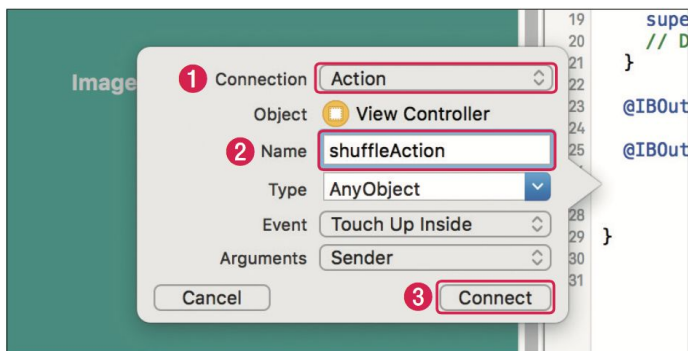 19 supe
20 // D
21 }
22
23 @IBOut
24
25 @IBOut
28
29 }
30
31
Image
1 Connection Action
Object View Controller
2 Name shuffleAction
Type AnyObject
Event Touch Up Inside
Arguments Sender
Cancel 3 Connect